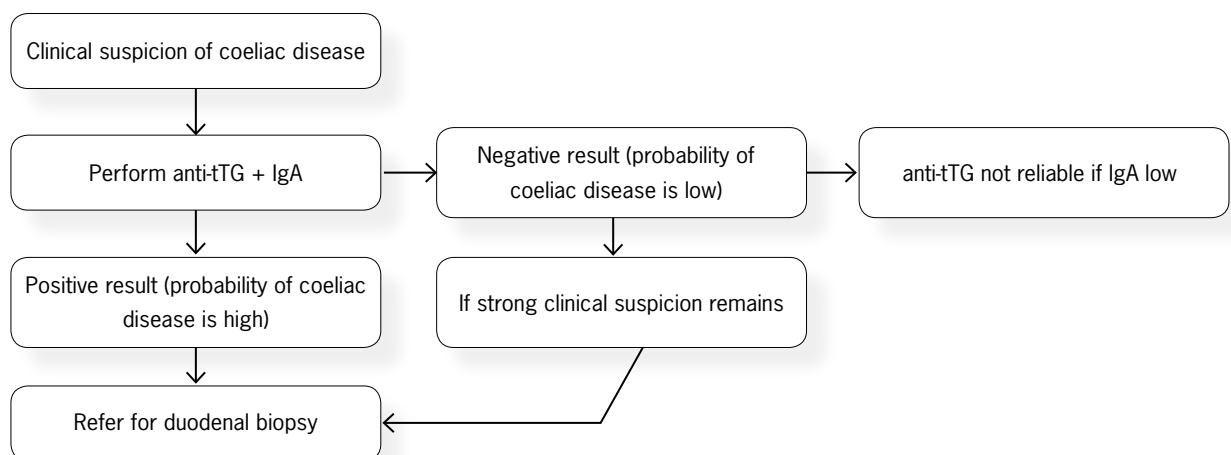 Clinical suspicion of coeliac disease
Perform anti-tTG + IgA
Negative result (probability of
coeliac disease is low)
anti-tTG not reliable if IgA low
Positive result (probability of coeliac
disease is high)
If strong clinical suspicion remains
Refer for duodenal biopsy